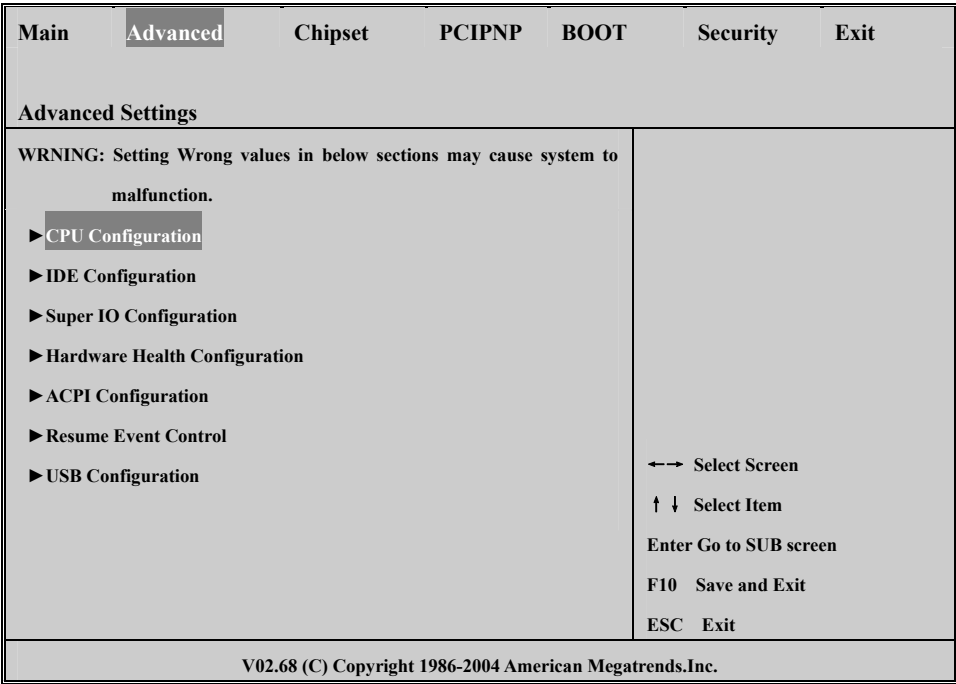 Main Advanced Chipset PCIPNP BOOT Security Exit
Advanced Settings
WRNING: Setting Wrong values in below sections may cause system to
malfunction.
►CPU Configuration
►IDE Configuration
►Super IO Configuration
►Hardware Health Configuration
►ACPI Configuration
►Resume Event Control
►USB Configuration
←→ Select Screen
↑↓ Select Item
Enter Go to SUB screen
F10 Save and Exit
ESC Exit
V02.68 (C) Copyright 1986-2004 American Megatrends.Inc.